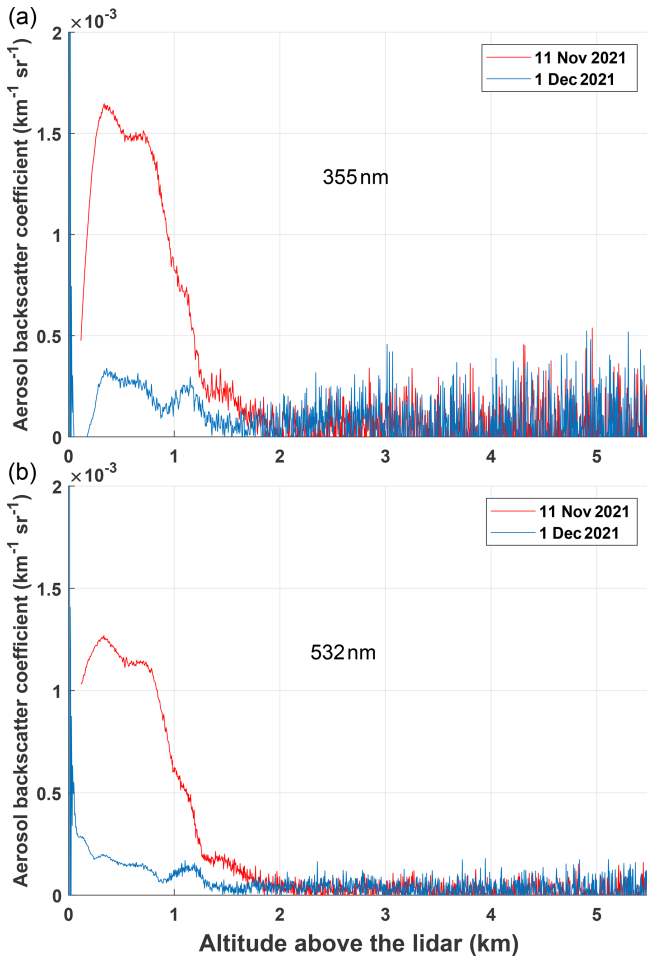 (a)
×10⁻³
2
1.5
1
0.5
0
Aerosol backscatter coefficient (km⁻¹ sr⁻¹)
11 Nov 2021
1 Dec 2021
355 nm
0 1 2 3 4 5
(b)
×10⁻³
2
1.5
1
0.5
0
Aerosol backscatter coefficient (km⁻¹ sr⁻¹)
11 Nov 2021
1 Dec 2021
532 nm
0 1 2 3 4 5
Altitude above the lidar (km)